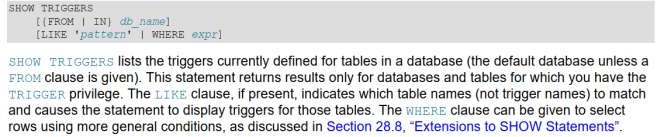 SHOW TRIGGERS
[{FROM | IN} db_name]
[LIKE 'pattern' | WHERE expr]
SHOW TRIGGERS lists the triggers currently defined for tables in a database (the default database unless a
FROM clause is given). This statement returns results only for databases and tables for which you have the
TRIGGER privilege. The LIKE clause, if present, indicates which table names (not trigger names) to match
and causes the statement to display triggers for those tables. The WHERE clause can be given to select
rows using more general conditions, as discussed in Section 28.8, “Extensions to SHOW Statements”.